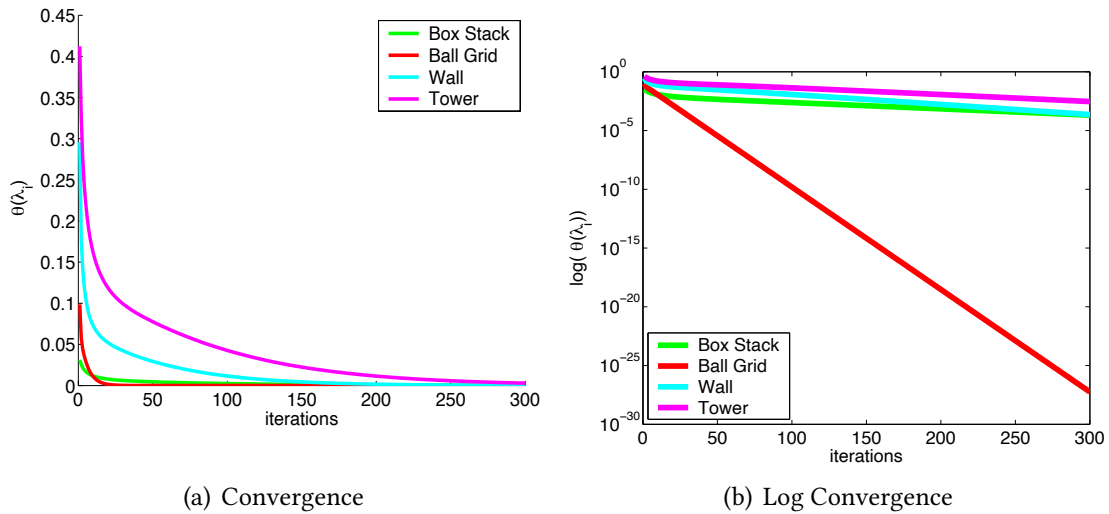 0.45
0.4
0.35
0.3
0.25
0.2
0.15
0.1
0.05
0
θ(λᵢ)
0 50 100 150 200 250 300
iterations
Box Stack
Ball Grid
Wall
Tower
(a) Convergence
10⁰
10⁻⁵
10⁻¹⁰
10⁻¹⁵
10⁻²⁰
10⁻²⁵
10⁻³⁰
log( θ(λᵢ))
Box Stack
Ball Grid
Wall
Tower
0 50 100 150 200 250 300
iterations
(b) Log Convergence